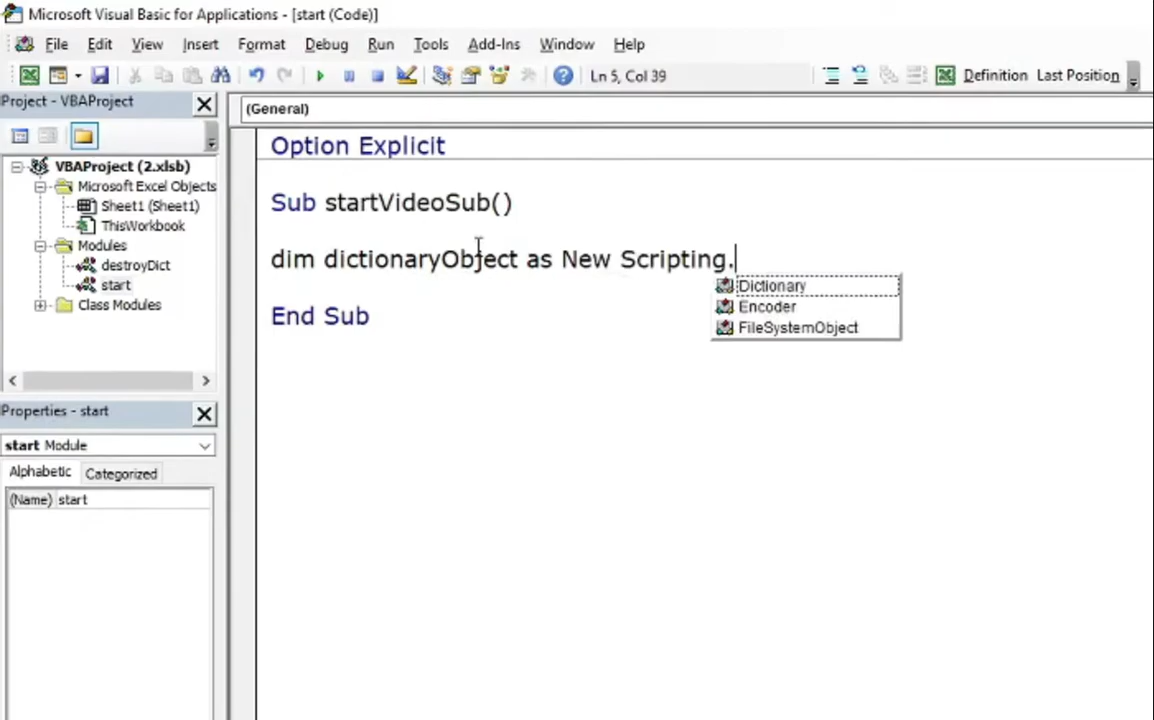 Microsoft Visual Basic for Applications - [start (Code)]
File Edit View Insert Format Debug Run Tools Add-Ins Window Help
Ln 5, Col 39 Definition Last Position
Project - VBAProject
(General)
VBAProject (2.xlsb)
Microsoft Excel Objects
Sheet1 (Sheet1)
ThisWorkbook
Modules
destroyDict
start
Class Modules
Option Explicit
Sub startVideoSub()
dim dictionaryObject as New Scripting.
Dictionary
Encoder
FileSystemObject
End Sub
Properties - start
start Module
Alphabetic Categorized
(Name) start